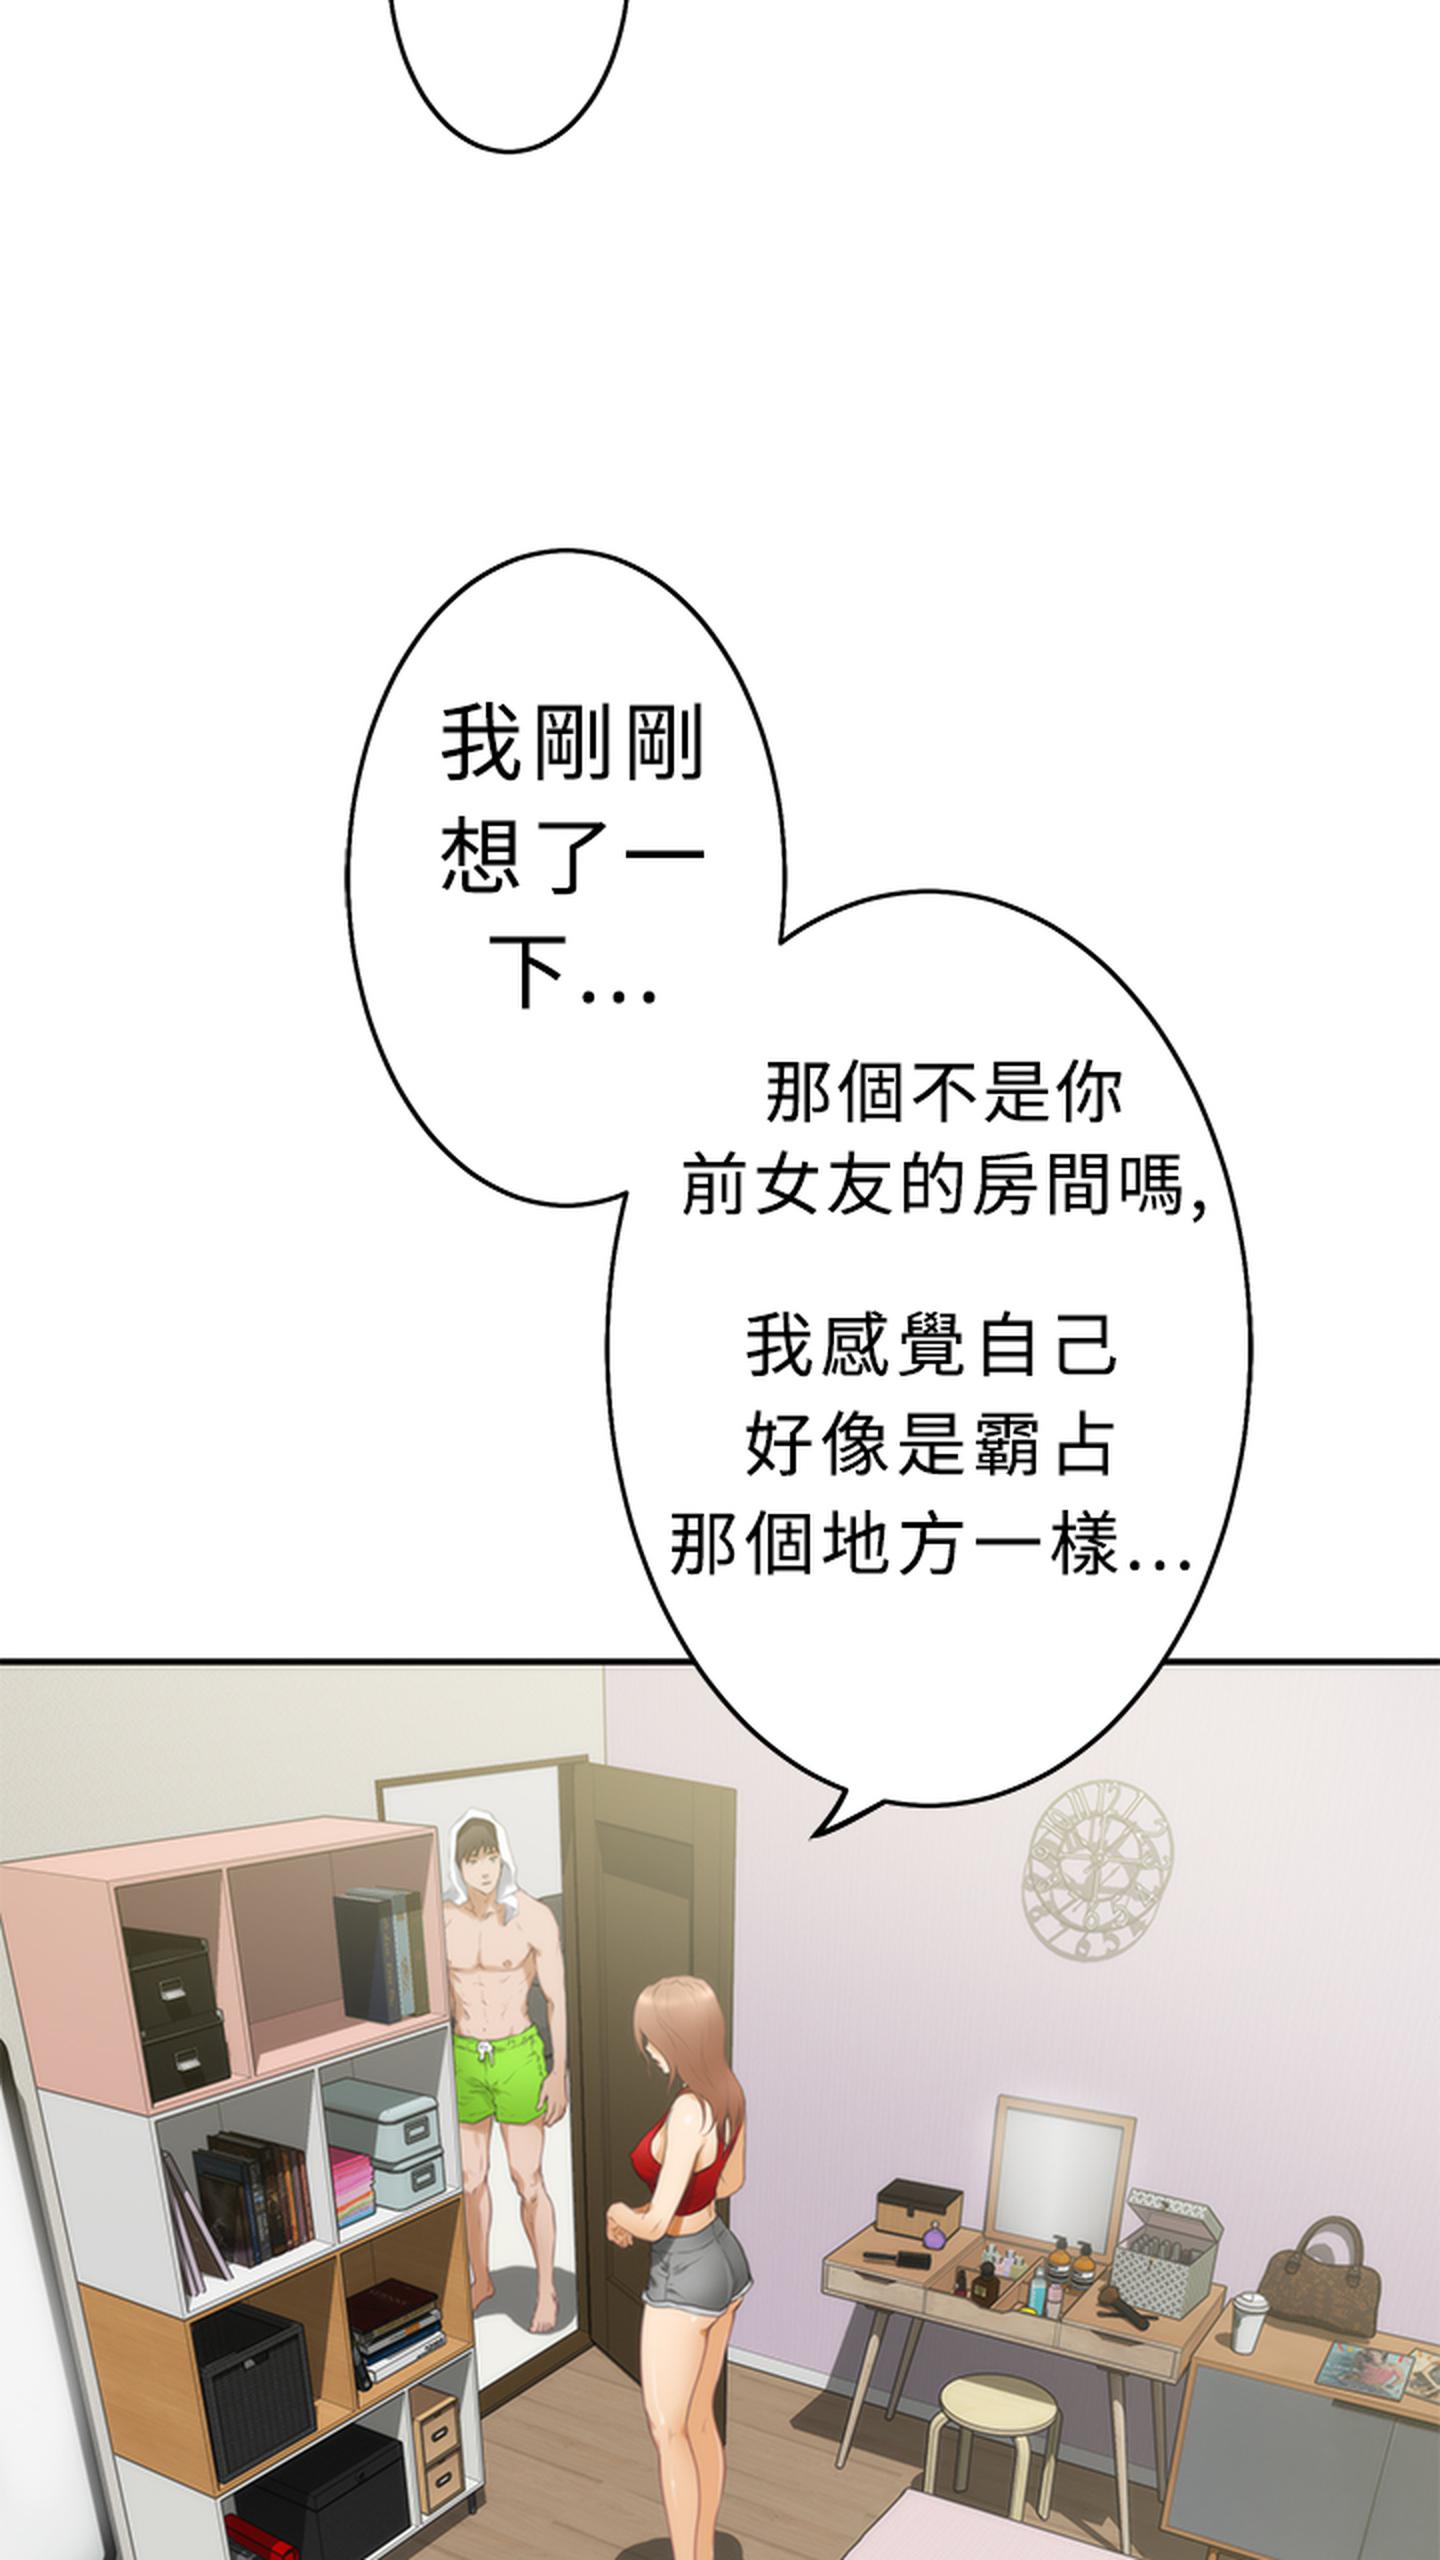 我剛剛
想了一
下...
那個不是你
前女友的房間嗎,
我感覺自己
好像是霸占
那個地方一樣...